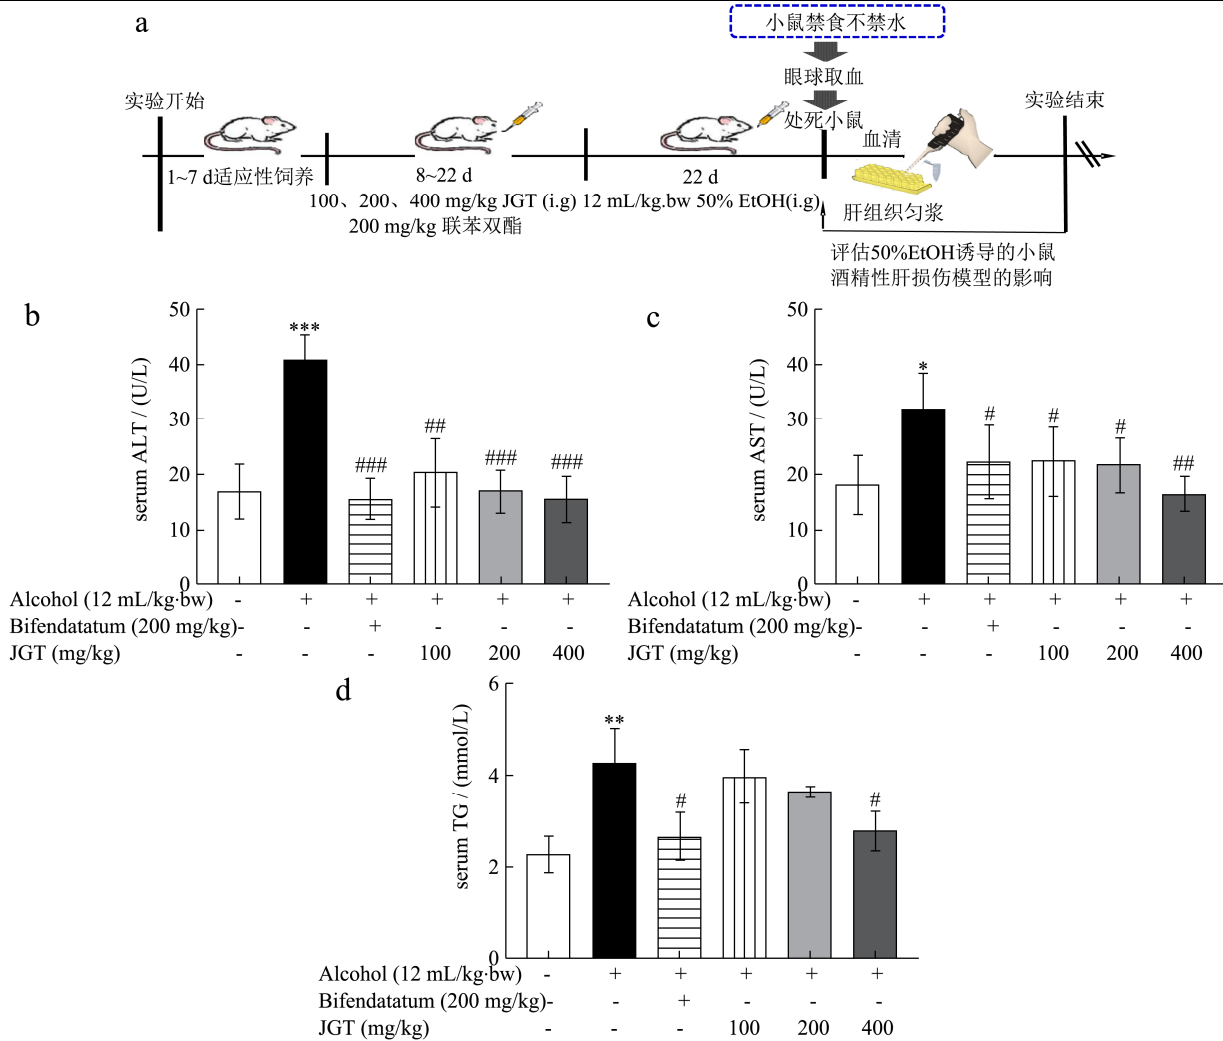 a
小鼠禁食不禁水
眼球取血
处死小鼠
实验开始
实验结束
血清
1~7 d适应性饲养
8~22 d
22 d
100、200、400 mg/kg JGT (i.g) 12 mL/kg.bw 50% EtOH(i.g)
200 mg/kg 联苯双酯
肝组织匀浆
评估50%EtOH诱导的小鼠
酒精性肝损伤模型的影响
b
serum ALT / (U/L)
50
40
30
20
10
0
***
###
##
###
###
Alcohol (12 mL/kg·bw) - + + + + +
Bifendatatum (200 mg/kg)- - + - - -
JGT (mg/kg) - - - 100 200 400
c
serum AST / (U/L)
50
40
30
20
10
0
*
#
#
#
##
Alcohol (12 mL/kg·bw) - + + + + +
Bifendatatum (200 mg/kg)- - + - - -
JGT (mg/kg) - - - 100 200 400
d
serum TG / (mmol/L)
6
4
2
0
**
#
#
Alcohol (12 mL/kg·bw) - + + + + +
Bifendatatum (200 mg/kg)- - + - - -
JGT (mg/kg) - - - 100 200 400